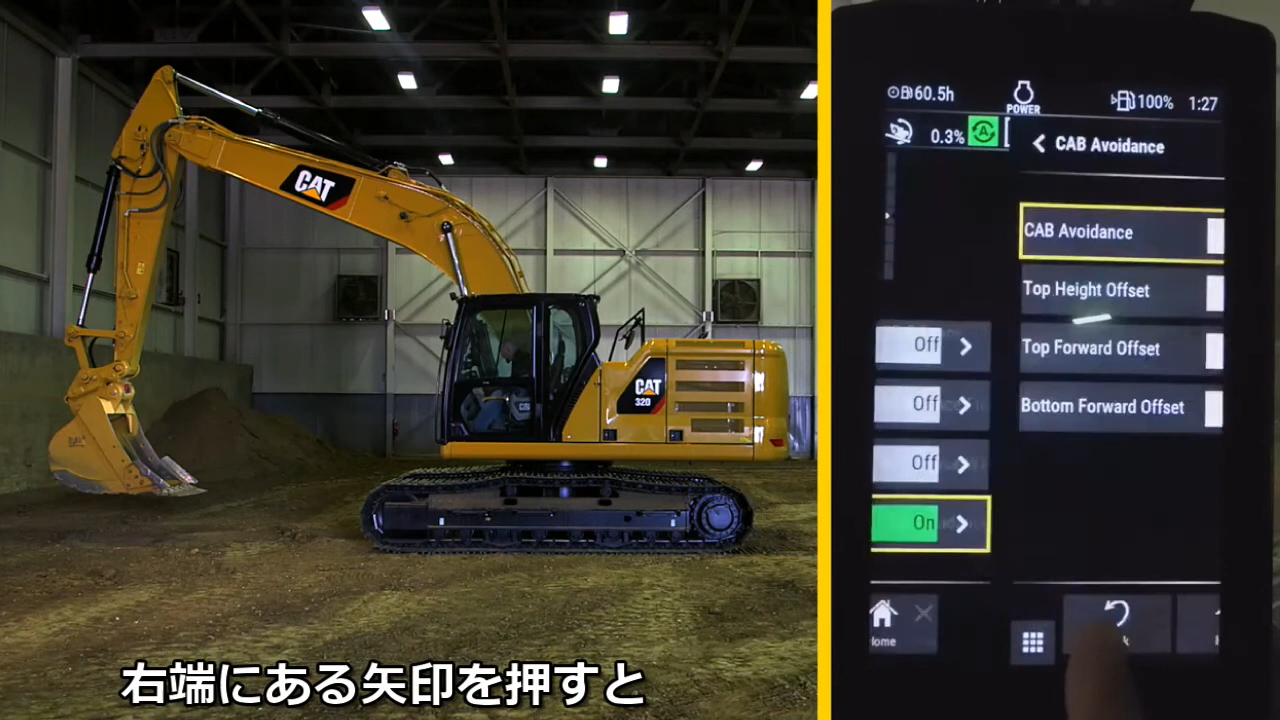 CAT
CAT
320
60.5h
POWER
100%
1:27
0.3%
A
CAB Avoidance
CAB Avoidance
Top Height Offset
Top Forward Offset
Bottom Forward Offset
Off
Off
Off
On
右端にある矢印を押すと